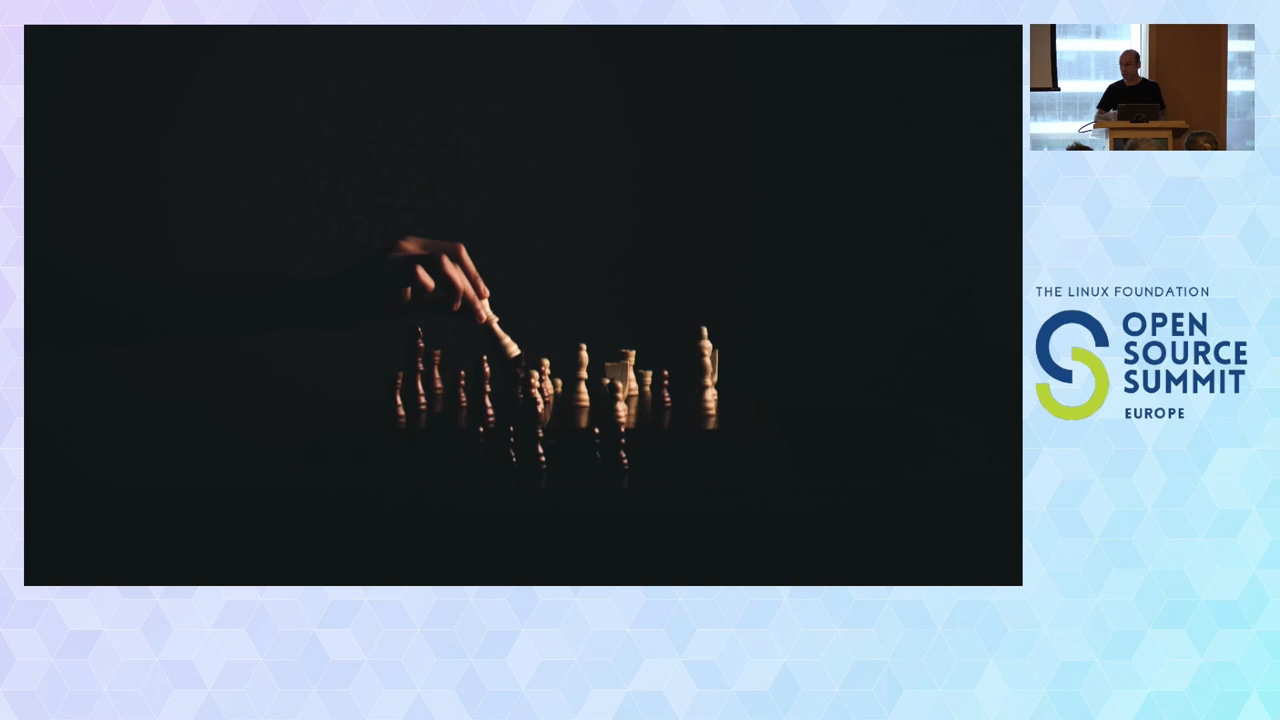 THE LINUX FOUNDATION
OPEN
SOURCE
SUMMIT
EUROPE